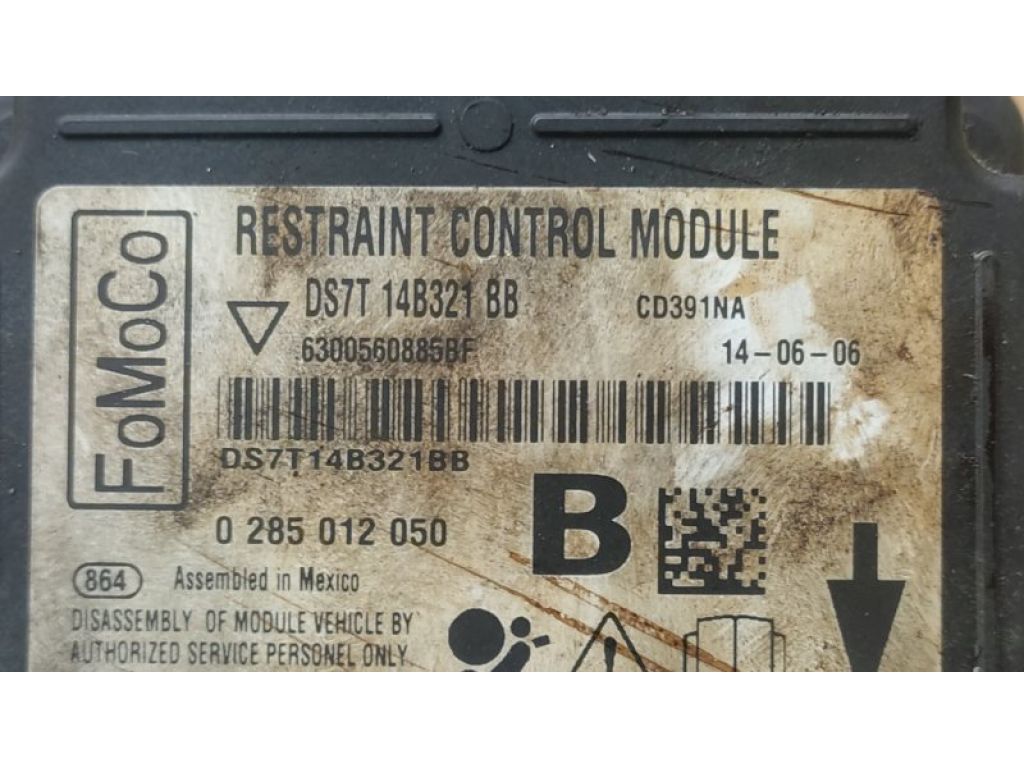 FoMoCo
RESTRAINT CONTROL MODULE
DS7T 14B321 BB CD391NA
6300560885BF 14-06-06
DS7T14B321BB
0 285 012 050 B
864 Assembled in Mexico
DISASSEMBLY OF MODULE VEHICLE BY
AUTHORIZED SERVICE PERSONEL ONLY